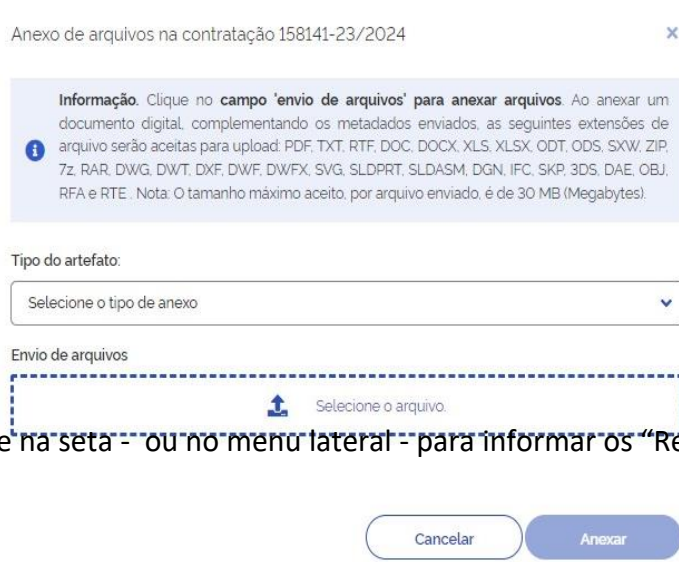 Anexo de arquivos na contratação 158141-23/2024 ×
Informação. Clique no campo 'envio de arquivos' para anexar arquivos. Ao anexar um
documento digital, complementando os metadados enviados, as seguintes extensões de
arquivo serão aceitas para upload: PDF, TXT, RTF, DOC, DOCX, XLS, XLSX, ODT, ODS, SXW, ZIP,
7z, RAR, DWG, DWT, DXF, DWF, DWFX, SVG, SLDPRT, SLDASM, DGN, IFC, SKP, 3DS, DAE, OBJ,
RFA e RTE . Nota: O tamanho máximo aceito, por arquivo enviado, é de 30 MB (Megabytes).
Tipo do artefato:
Selecione o tipo de anexo
Envio de arquivos
Selecione o arquivo.
e na seta - ou no menu lateral - para informar os “Re
Cancelar Anexar